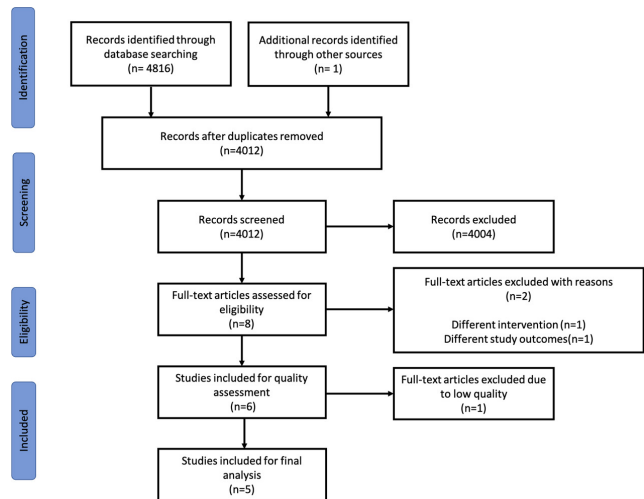 Identification
Records identified through
database searching
(n= 4816)
Additional records identified
through other sources
(n= 1)
Records after duplicates removed
(n=4012)
Screening
Records screened
(n=4012)
Records excluded
(n=4004)
Eligibility
Full-text articles assessed for
eligibility
(n=8)
Full-text articles excluded with reasons
(n=2)
Different intervention (n=1)
Different study outcomes(n=1)
Included
Studies included for quality
assessment
(n=6)
Full-text articles excluded due
to low quality
(n=1)
Studies included for final
analysis
(n=5)